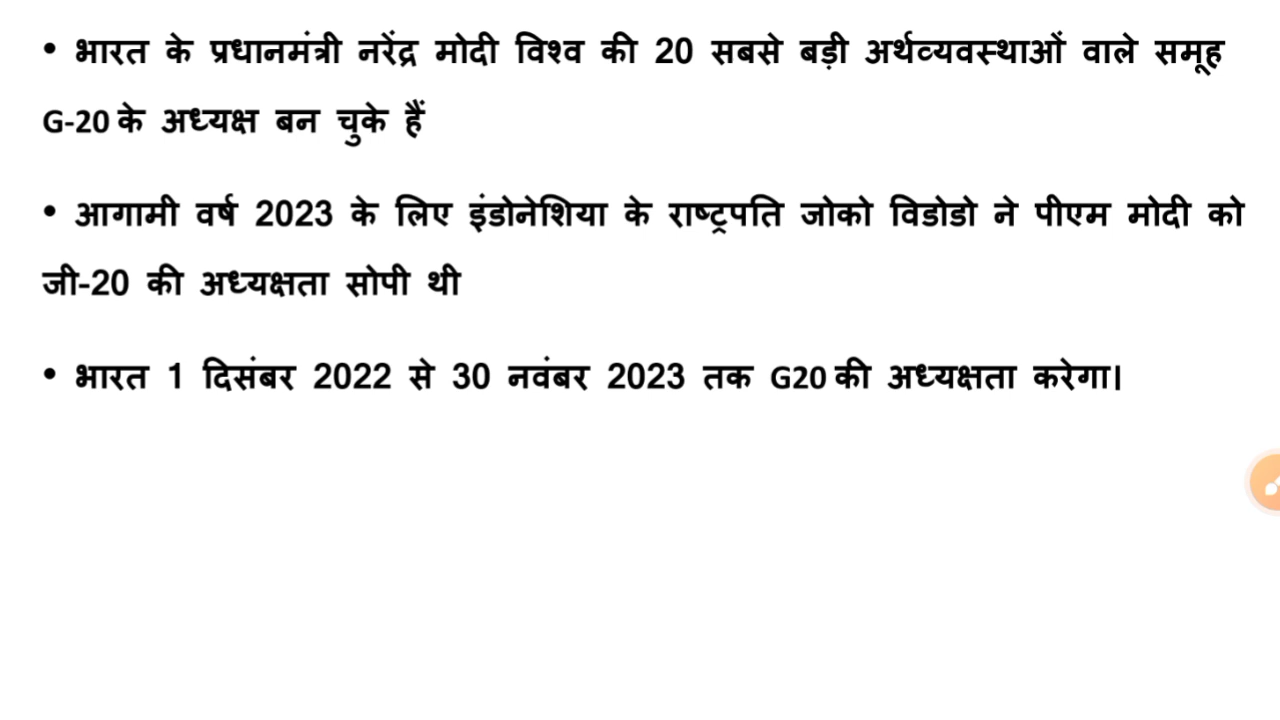 • भारत के प्रधानमंत्री नरेंद्र मोदी विश्व की 20 सबसे बड़ी अर्थव्यवस्थाओं वाले समूह
G-20 के अध्यक्ष बन चुके हैं
• आगामी वर्ष 2023 के लिए इंडोनेशिया के राष्ट्रपति जोको विडोडो ने पीएम मोदी को
जी-20 की अध्यक्षता सोपी थी
• भारत 1 दिसंबर 2022 से 30 नवंबर 2023 तक G20 की अध्यक्षता करेगा।